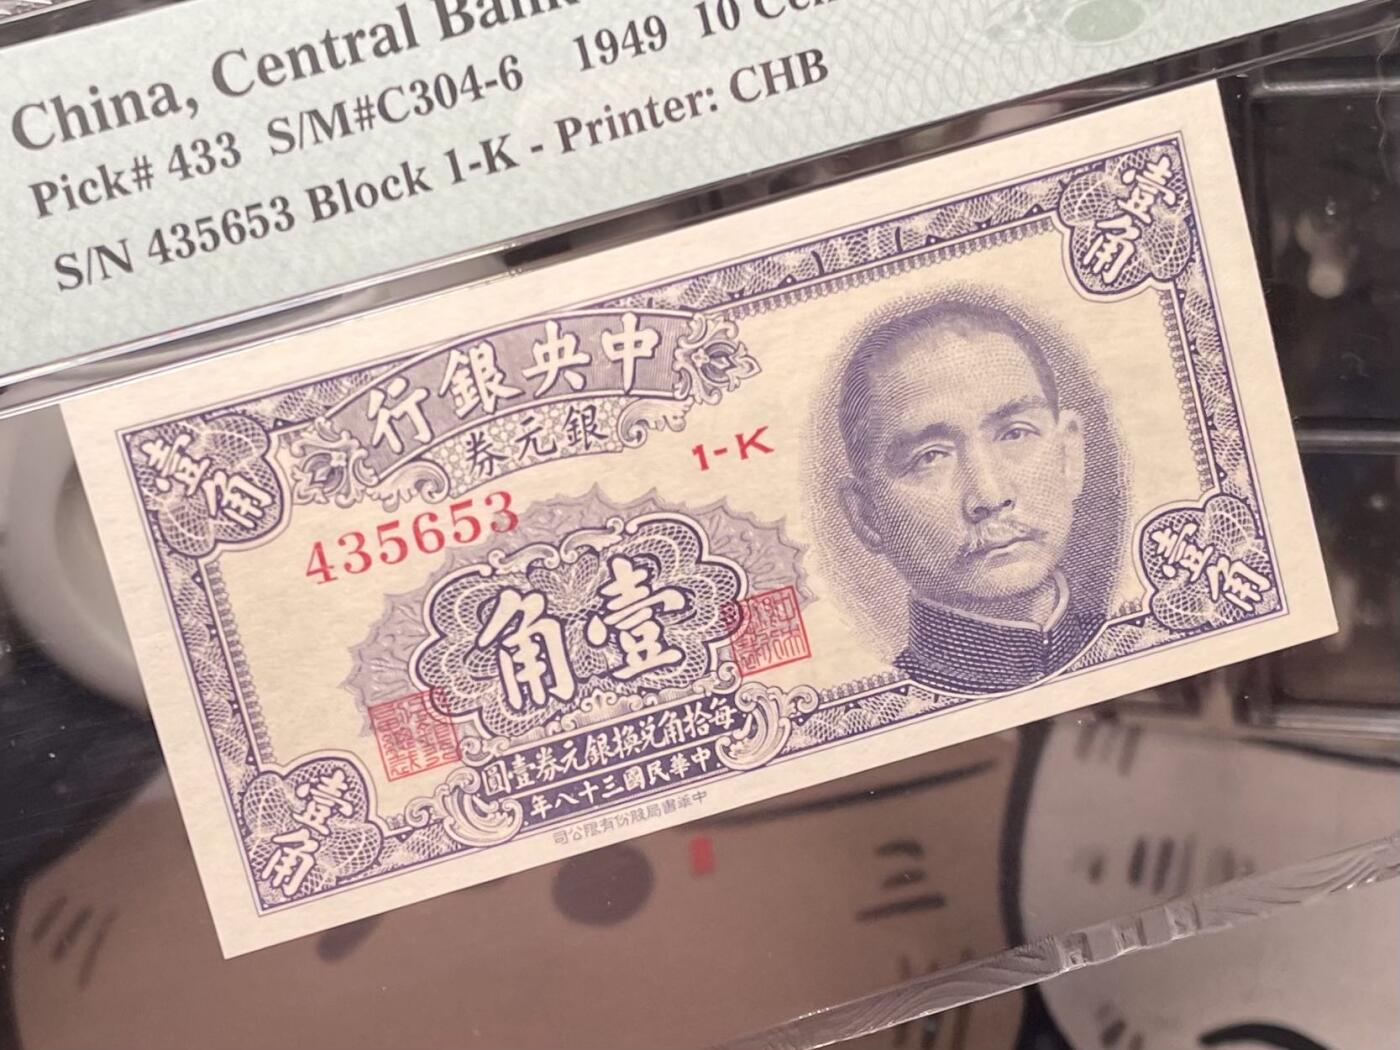 China, Central Bank
Pick# 433 S/M#C304-6 1949 10 Cen
S/N 435653 Block 1-K - Printer: CHB
壹角
中央銀行
銀元券
1-K
435653
壹角
壹角
壹角
每拾角兌換銀元券壹圓
中華民國三十八年
中華書局股份有限公司
壹角